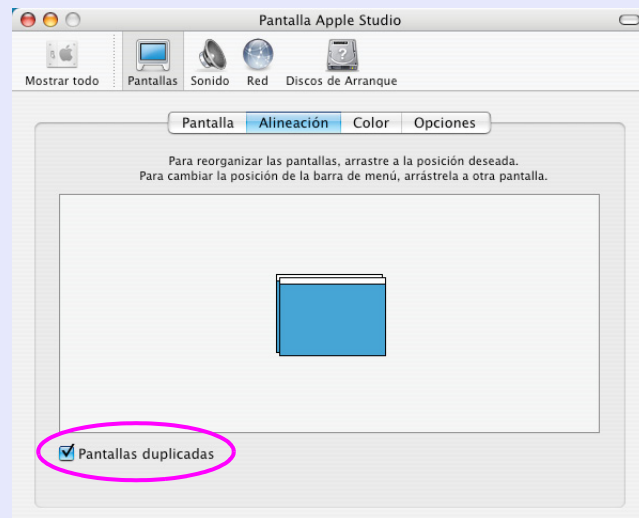 Pantalla Apple Studio
Mostrar todo Pantallas Sonido Red Discos de Arranque
Pantalla Alineación Color Opciones
Para reorganizar las pantallas, arrastre a la posición deseada.
Para cambiar la posición de la barra de menú, arrástrela a otra pantalla.
Pantallas duplicadas